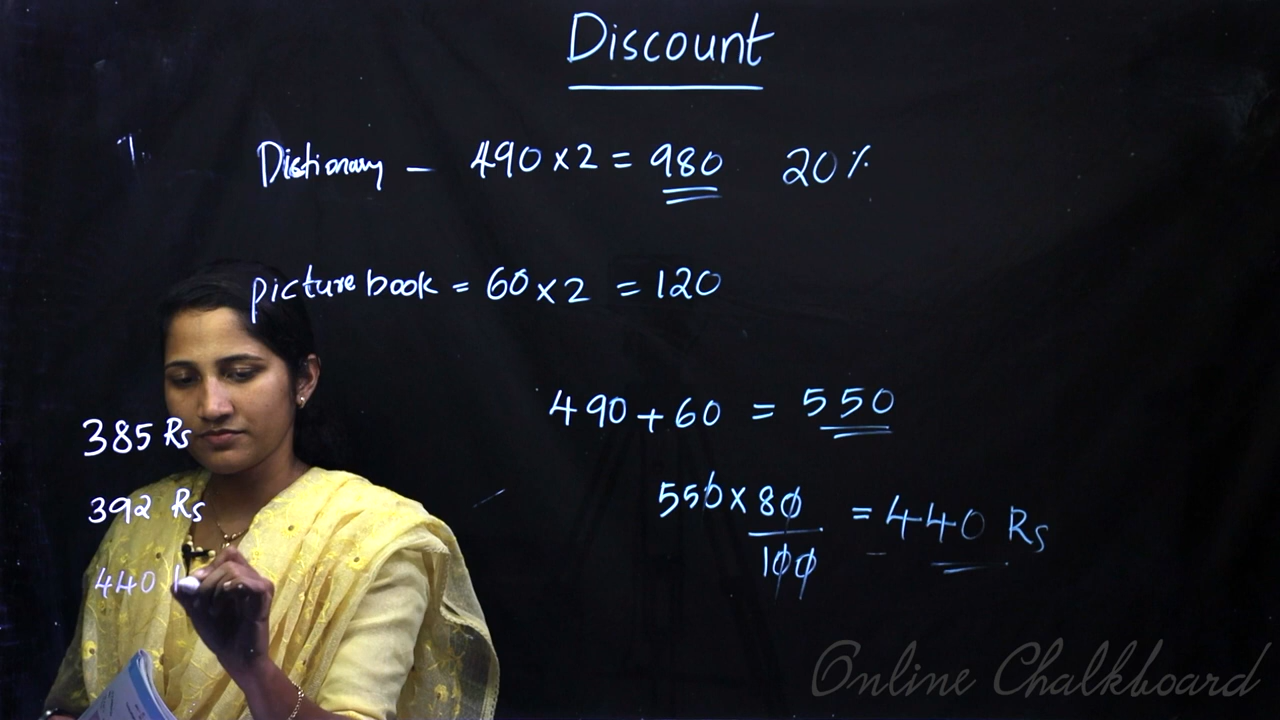 Discount
Dictionary - 490 × 2 = 980 20%
picture book = 60 × 2 = 120
490 + 60 = 550
385 Rs
550 × 80 / 100 = 440 Rs
392 Rs
440
Online Chalkboard